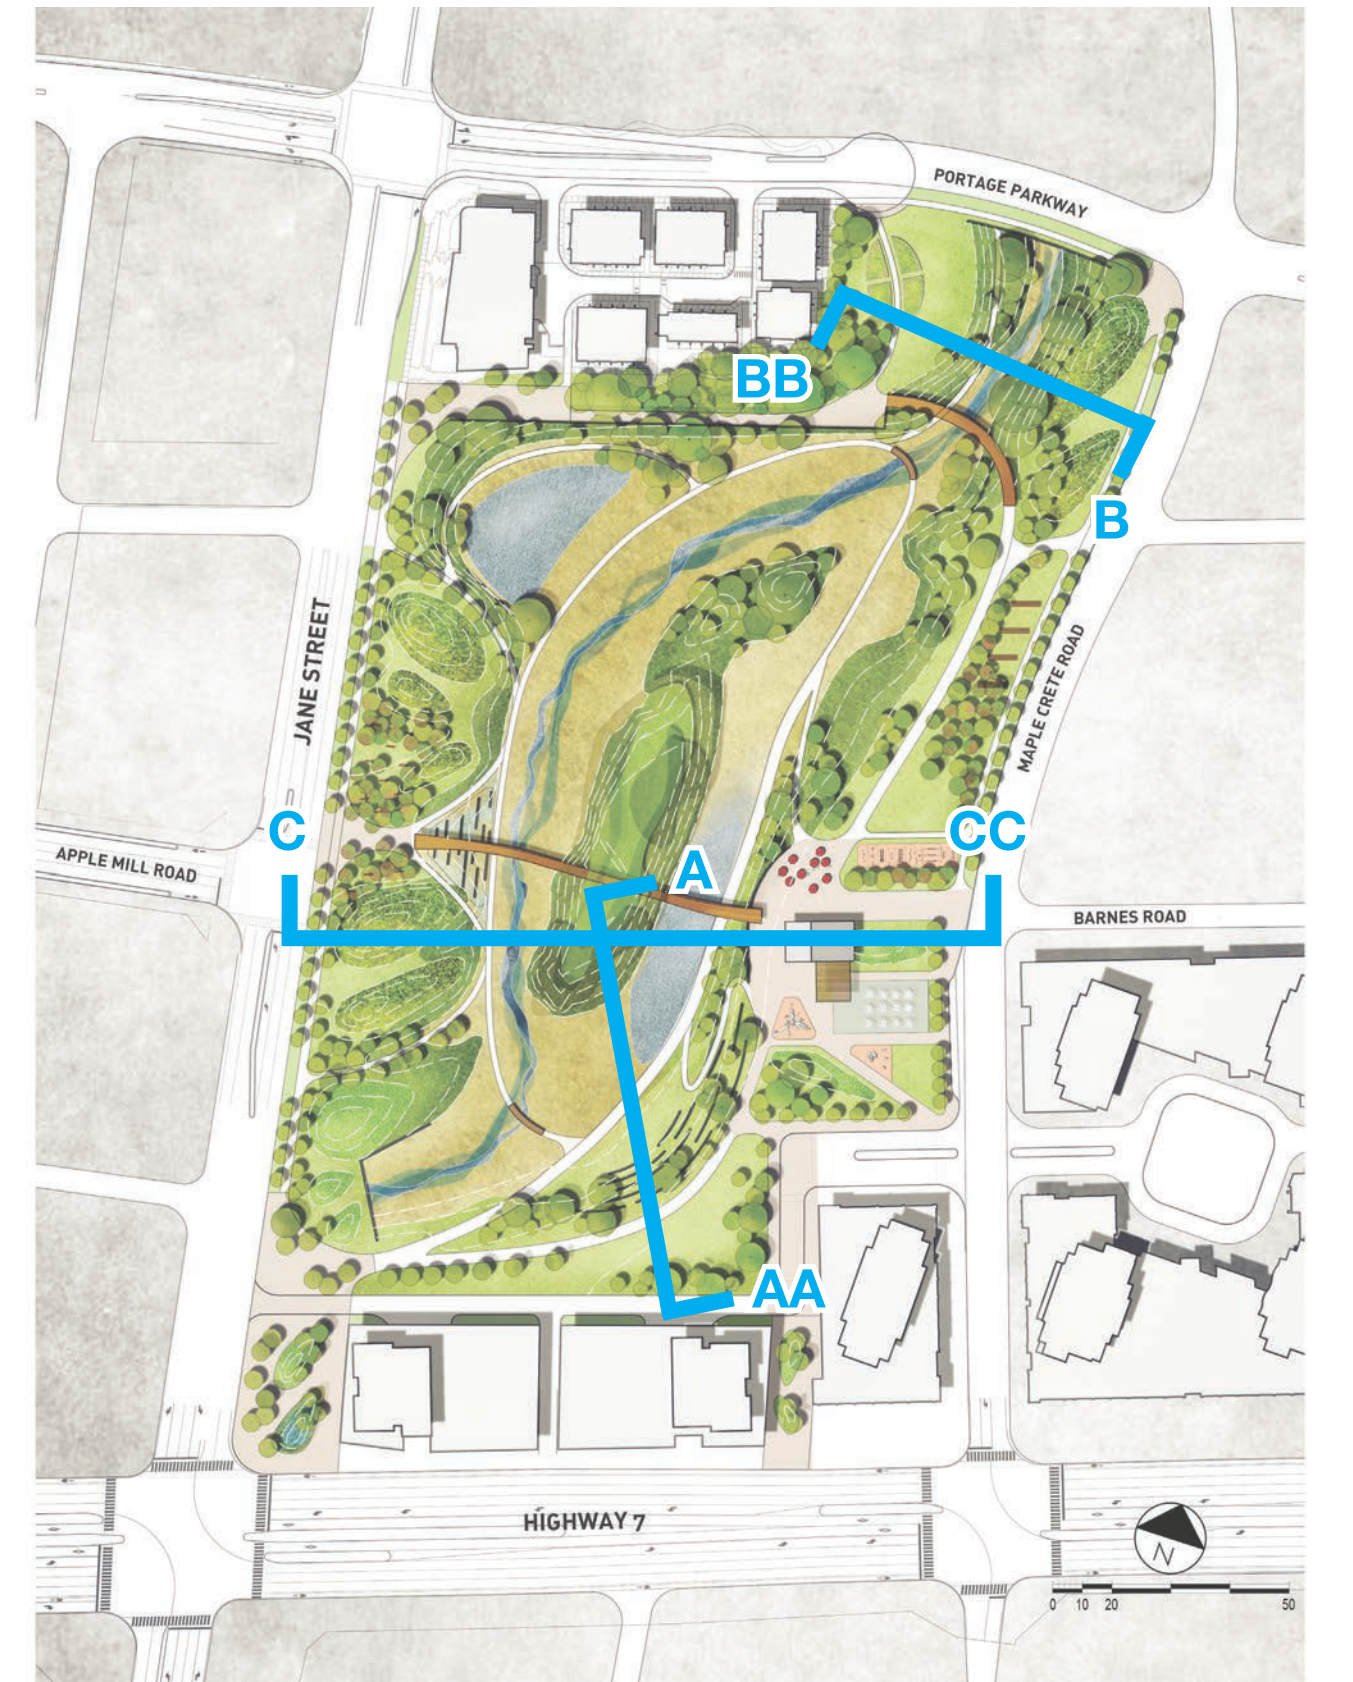 PORTAGE PARKWAY
BB
B
JANE STREET
MAPLE CRETE ROAD
C
CC
APPLE MILL ROAD
A
BARNES ROAD
AA
HIGHWAY 7
N
0 10 20 50